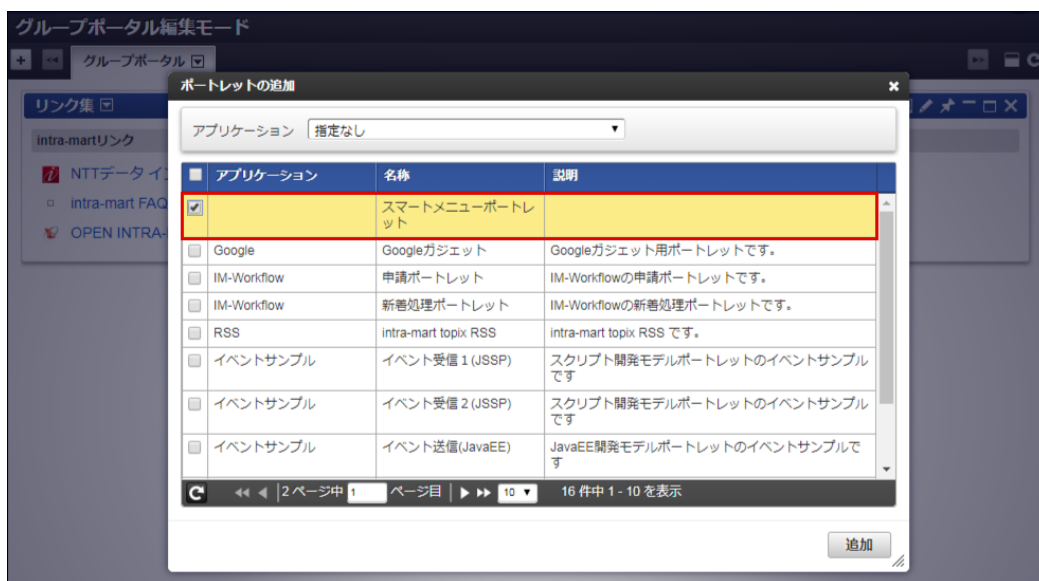 グループポータル編集モード
グループポータル
ポートレットの追加
リンク集
アプリケーション 指定なし
intra-martリンク
NTTデータ イ
intra-mart FAQ
OPEN INTRA-
アプリケーション 名称 説明
スマートメニューポートレ
ット
Google Googleガジェット Googleガジェット用ポートレットです。
IM-Workflow 申請ポートレット IM-Workflowの申請ポートレットです。
IM-Workflow 新着処理ポートレット IM-Workflowの新着処理ポートレットです。
RSS intra-mart topix RSS intra-mart topix RSS です。
イベントサンプル イベント受信 1 (JSSP) スクリプト開発モデルポートレットのイベントサンプル
です
イベントサンプル イベント受信 2 (JSSP) スクリプト開発モデルポートレットのイベントサンプル
です
イベントサンプル イベント送信(JavaEE) JavaEE開発モデルポートレットのイベントサンプルで
す
2 ページ中 1 ページ目 10 16 件中 1 - 10 を表示
追加